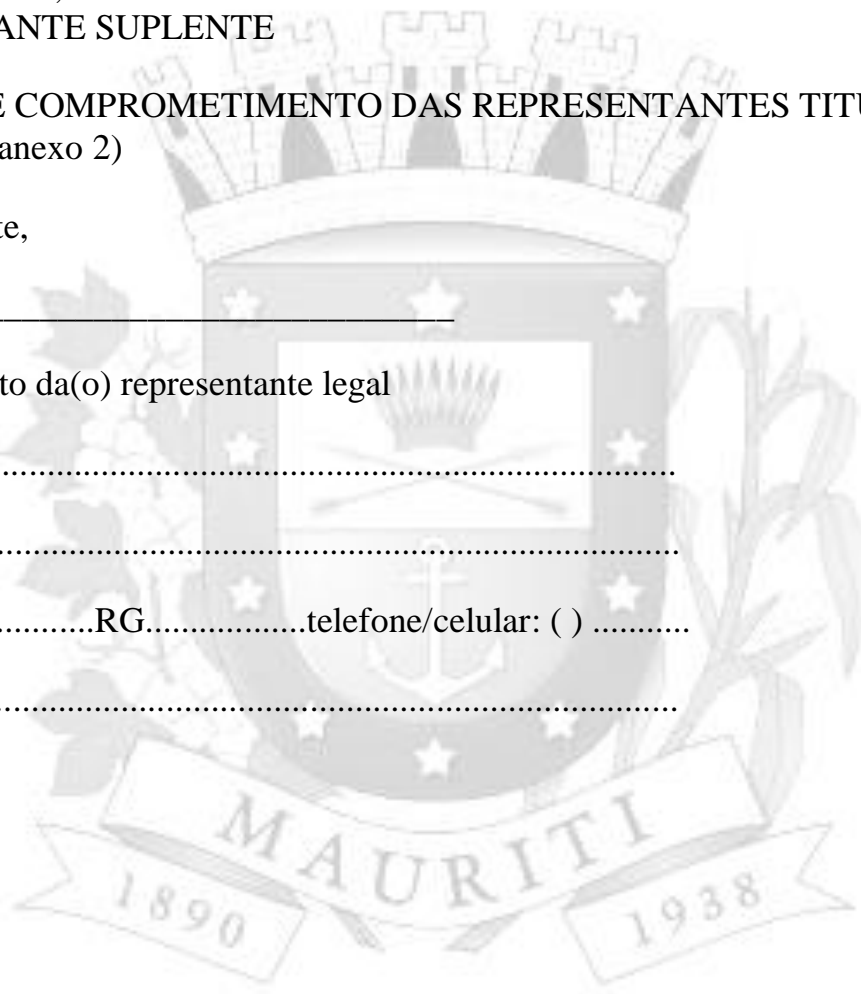 ANTE SUPLENTE
E COMPROMETIMENTO DAS REPRESENTANTES TITU
anexo 2)
te,
______________________________
to da(o) representante legal
............................................................................
............................................................................
...........RG..................telefone/celular: ( ) ...........
............................................................................
MAURITI
1890
1938